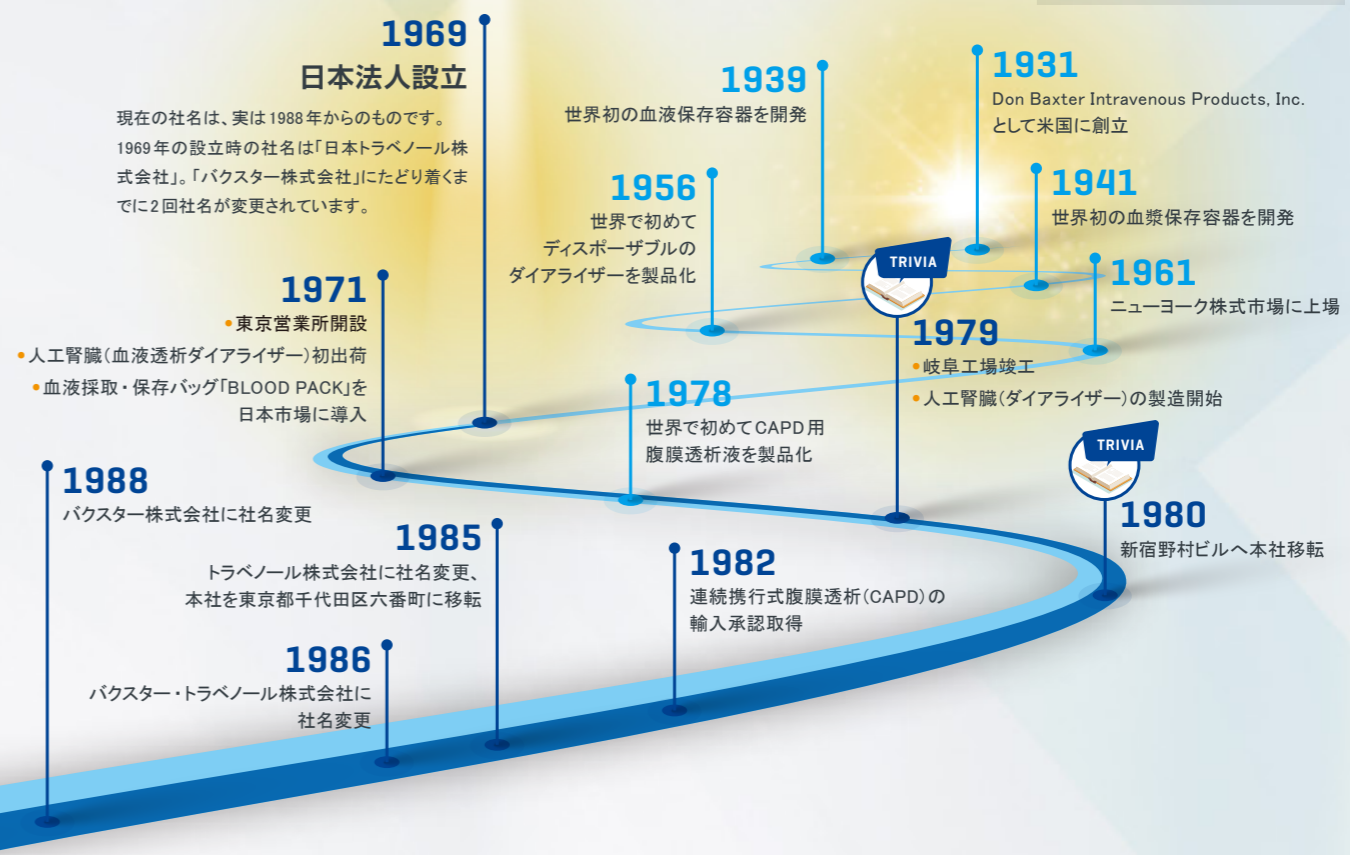 1931
Don Baxter Intravenous Products, Inc.
として米国に創立
1939
世界初の血液保存容器を開発
1941
世界初の血漿保存容器を開発
1956
世界で初めて
ディスポーザブルの
ダイアライザーを製品化
1961
ニューヨーク株式市場に上場
1969
日本法人設立
現在の社名は、実は1988年からのものです。
1969年の設立時の社名は「日本トラベノール株
式会社」。「バクスター株式会社」にたどり着くま
でに2回社名が変更されています。
1971
•東京営業所開設
•人工腎臓(血液透析ダイアライザー)初出荷
•血液採取・保存バッグ「BLOOD PACK」を
日本市場に導入
1978
世界で初めてCAPD用
腹膜透析液を製品化
TRIVIA
1979
•岐阜工場竣工
•人工腎臓(ダイアライザー)の製造開始
TRIVIA
1980
新宿野村ビルへ本社移転
1982
連続携行式腹膜透析(CAPD)の
輸入承認取得
1985
トラベノール株式会社に社名変更、
本社を東京都千代田区六番町に移転
1986
バクスター・トラベノール株式会社に
社名変更
1988
バクスター株式会社に社名変更